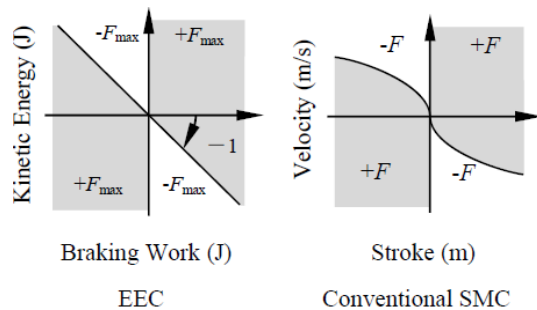 Kinetic Energy (J)
-Fmax
+Fmax
－1
+Fmax
-Fmax
Braking Work (J)
EEC
Velocity (m/s)
-F
+F
+F
-F
Stroke (m)
Conventional SMC